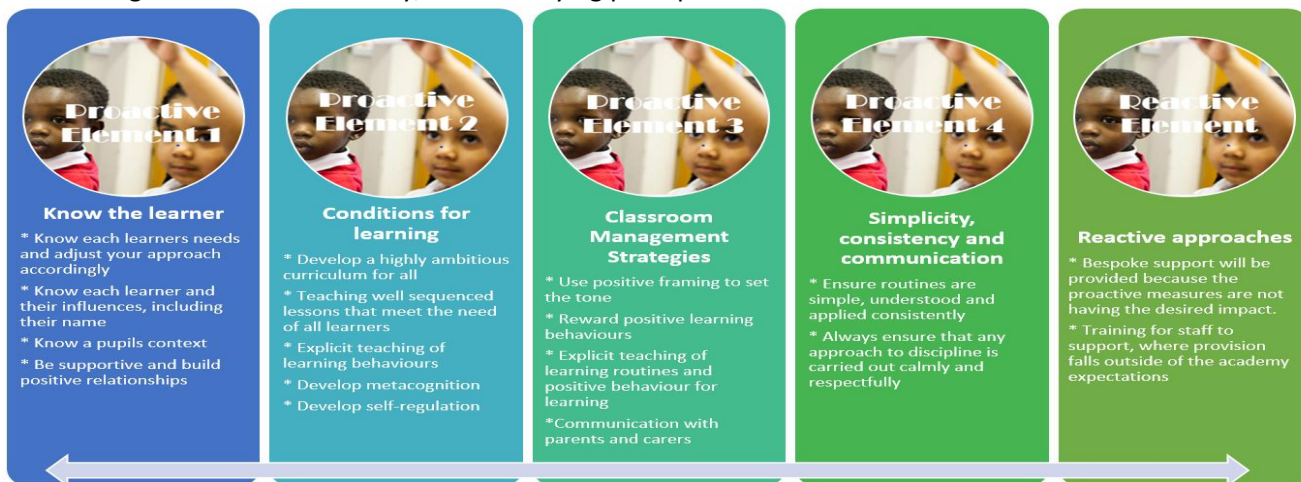 Proactive
Element 1
Know the learner
* Know each learners needs
and adjust your approach
accordingly
* Know each learner and
their influences, including
their name
* Know a pupils context
* Be supportive and build
positive relationships
Proactive
Element 2
Conditions for
learning
* Develop a highly ambitious
curriculum for all
* Teaching well sequenced
lessons that meet the need
of all learners
* Explicit teaching of
learning behaviours
* Develop metacognition
* Develop self-regulation
Proactive
Element 3
Classroom
Management
Strategies
* Use positive framing to set
the tone
* Reward positive learning
behaviours
* Explicit teaching of
learning routines and
positive behaviour for
learning
*Communication with
parents and carers
Proactive
Element 4
Simplicity,
consistency and
communication
* Ensure routines are
simple, understood and
applied consistently
* Always ensure that any
approach to discipline is
carried out calmly and
respectfully
Reactive
Element
Reactive approaches
* Bespoke support will be
provided because the
proactive measures are not
having the desired impact.
* Training for staff to
support, where provision
falls outside of the academy
expectations